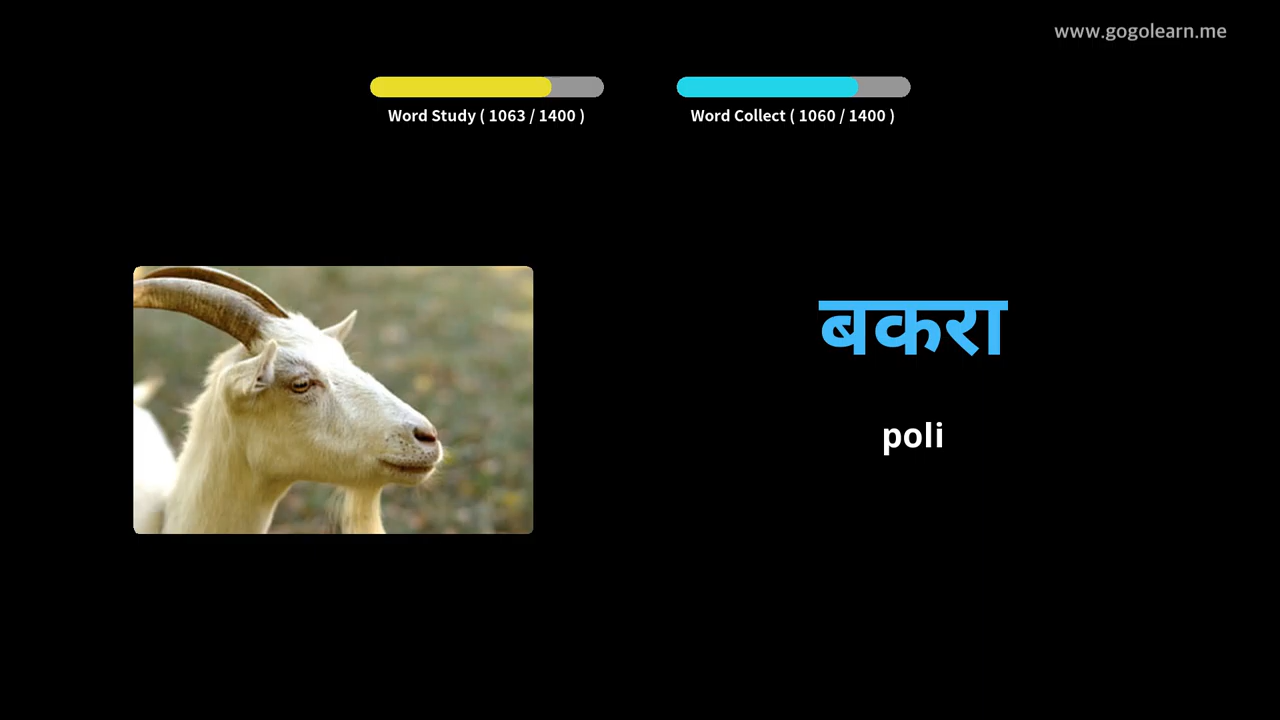 www.gogolearn.me
Word Study ( 1063 / 1400 )
Word Collect ( 1060 / 1400 )
बकरा
poli